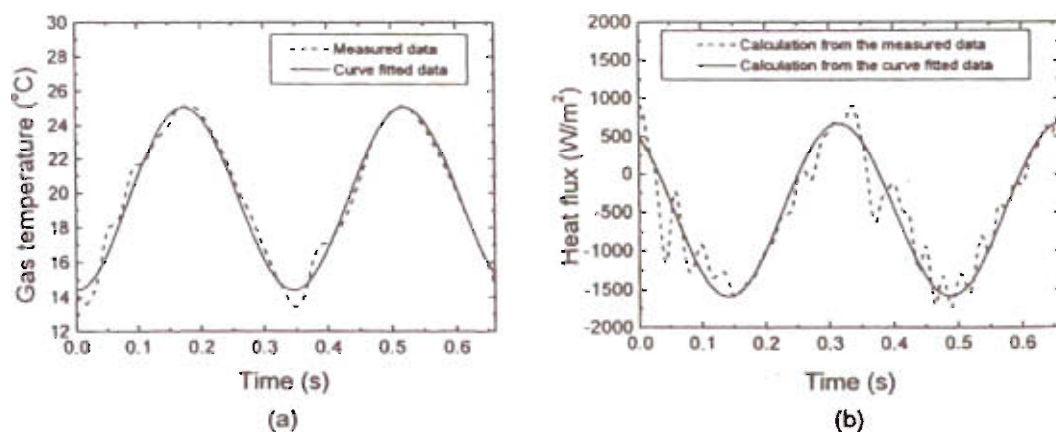 30
28
26
24
22
20
18
16
14
12
Gas temperature (°C)
Measured data
Curve fitted data
0.0 0.1 0.2 0.3 0.4 0.5 0.6
Time (s)
(a)
2000
1500
1000
500
0
-500
-1000
-1500
-2000
Heat flux (W/m²)
Calculation from the measured data
Calculation from the curve fitted data
0.0 0.1 0.2 0.3 0.4 0.5 0.6
Time (s)
(b)